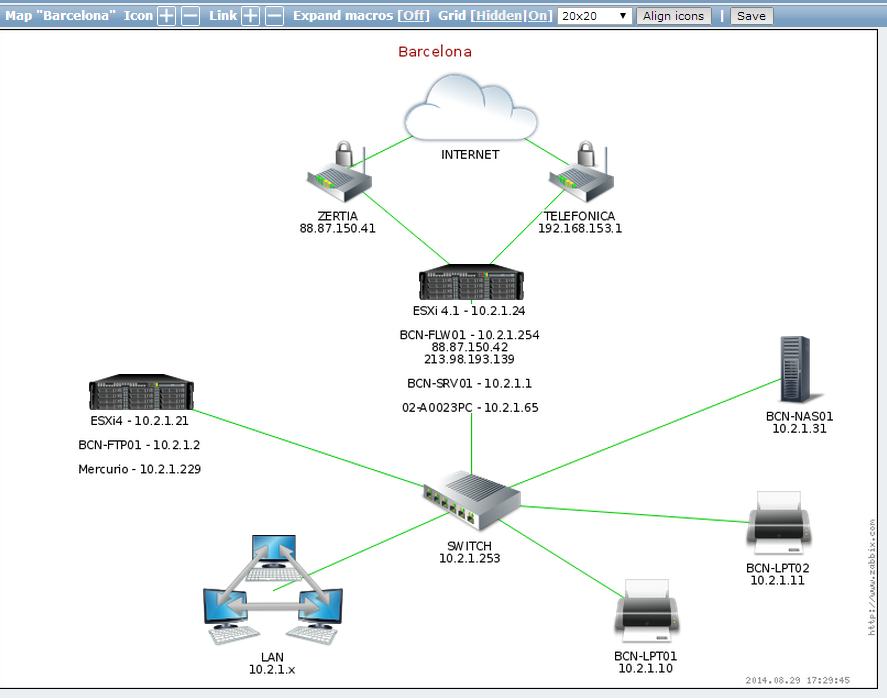 Map "Barcelona" Icon + − Link + − Expand macros [Off] Grid [Hidden|On] 20x20 ▼ Align icons | Save
Barcelona
INTERNET
ZERTIA
88.87.150.41
TELEFONICA
192.168.153.1
ESXi 4.1 - 10.2.1.24
BCN-FLW01 - 10.2.1.254
88.87.150.42
213.98.193.139
BCN-SRV01 - 10.2.1.1
02-A0023PC - 10.2.1.65
ESXi4 - 10.2.1.21
BCN-FTP01 - 10.2.1.2
Mercurio - 10.2.1.229
BCN-NAS01
10.2.1.31
SWITCH
10.2.1.253
BCN-LPT02
10.2.1.11
LAN
10.2.1.x
BCN-LPT01
10.2.1.10
http://www.zabbix.com
2014.08.29 17:29:45